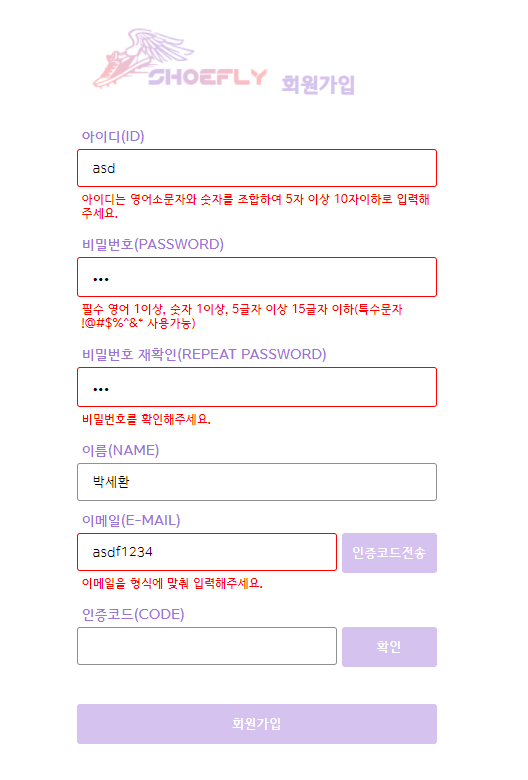 SHOEFLY 회원가입
아이디(ID)
asd
아이디는 영어소문자와 숫자를 조합하여 5자 이상 10자이하로 입력해
주세요.
비밀번호(PASSWORD)
•••
필수 영어 1이상, 숫자 1이상, 5글자 이상 15글자 이하(특수문자
!@#$%^&* 사용가능)
비밀번호 재확인(REPEAT PASSWORD)
•••
비밀번호를 확인해주세요.
이름(NAME)
박세환
이메일(E-MAIL)
asdf1234 인증코드전송
이메일을 형식에 맞춰 입력해주세요.
인증코드(CODE)
확인
회원가입